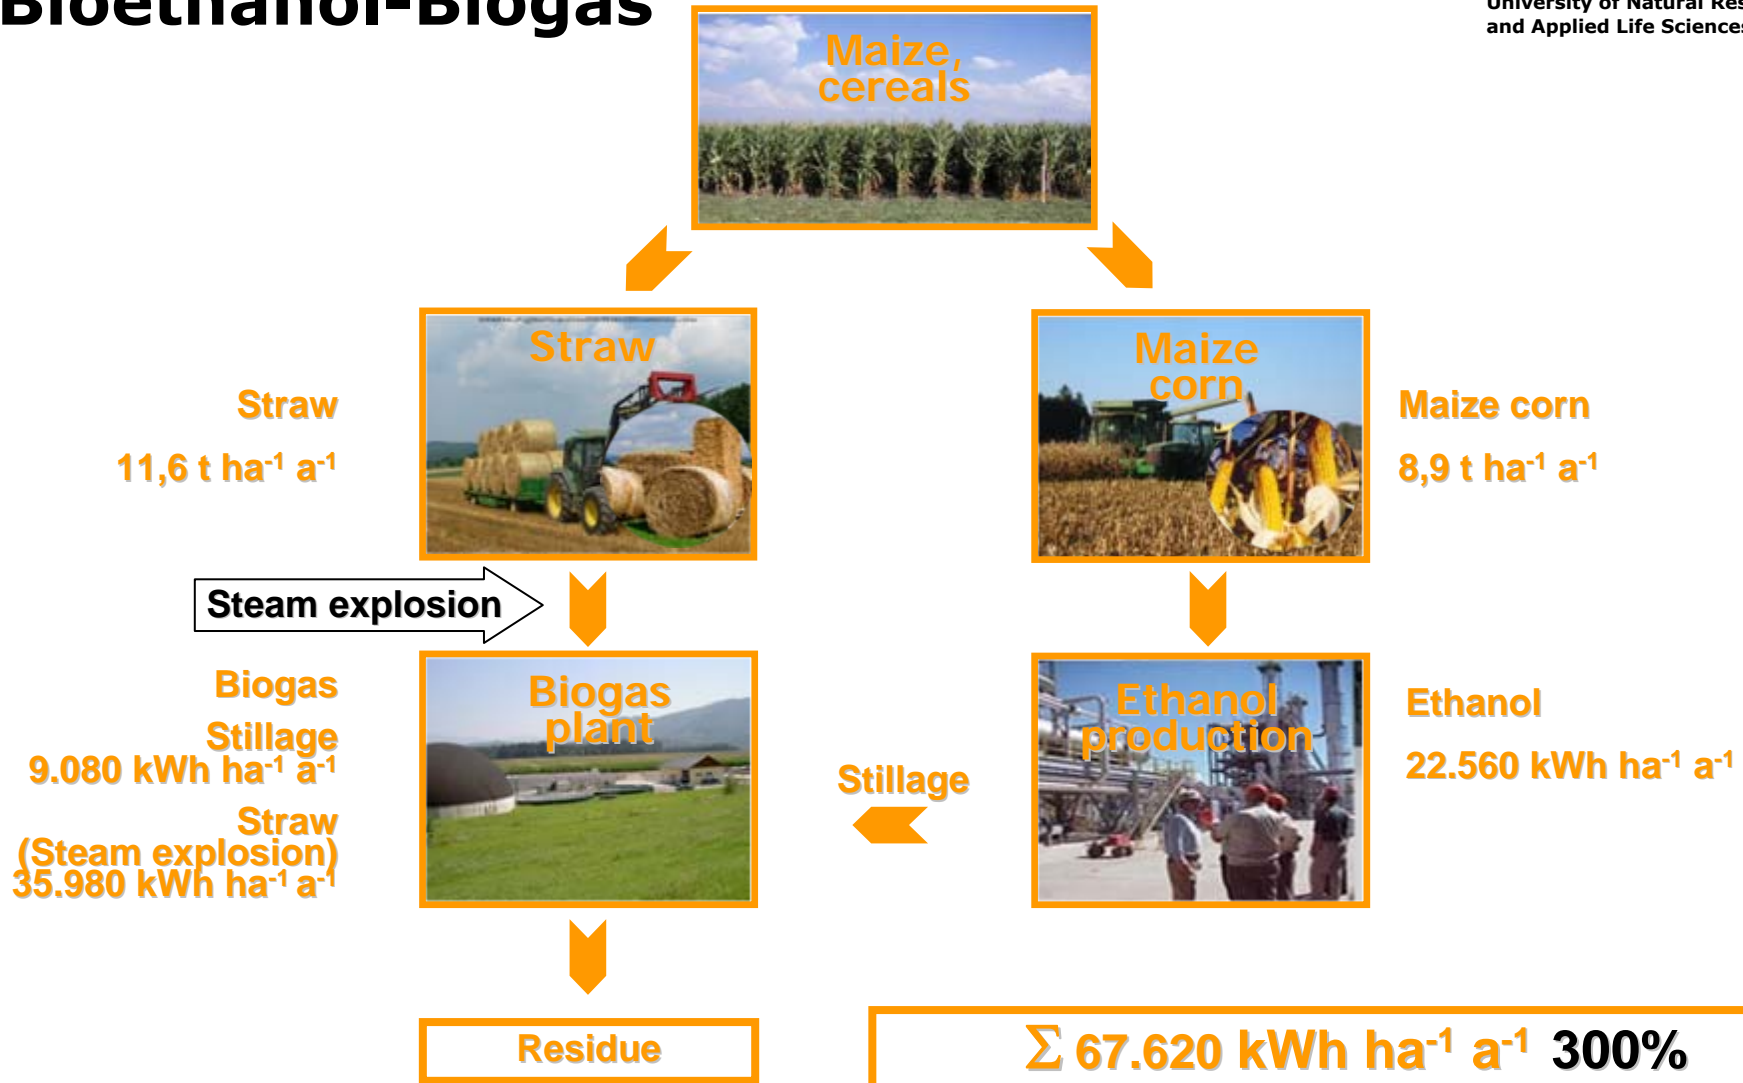 Bioethanol-Biogas
University of Natural Res
and Applied Life Sciences
Maize,
cereals
Straw
Maize
corn
Straw
11,6 t ha⁻¹ a⁻¹
Maize corn
8,9 t ha⁻¹ a⁻¹
Steam explosion
Biogas
plant
Ethanol
production
Biogas
Stillage
9.080 kWh ha⁻¹ a⁻¹
Straw
(Steam explosion)
35.980 kWh ha⁻¹ a⁻¹
Stillage
Ethanol
22.560 kWh ha⁻¹ a⁻¹
Residue
Σ 67.620 kWh ha⁻¹ a⁻¹ 300%